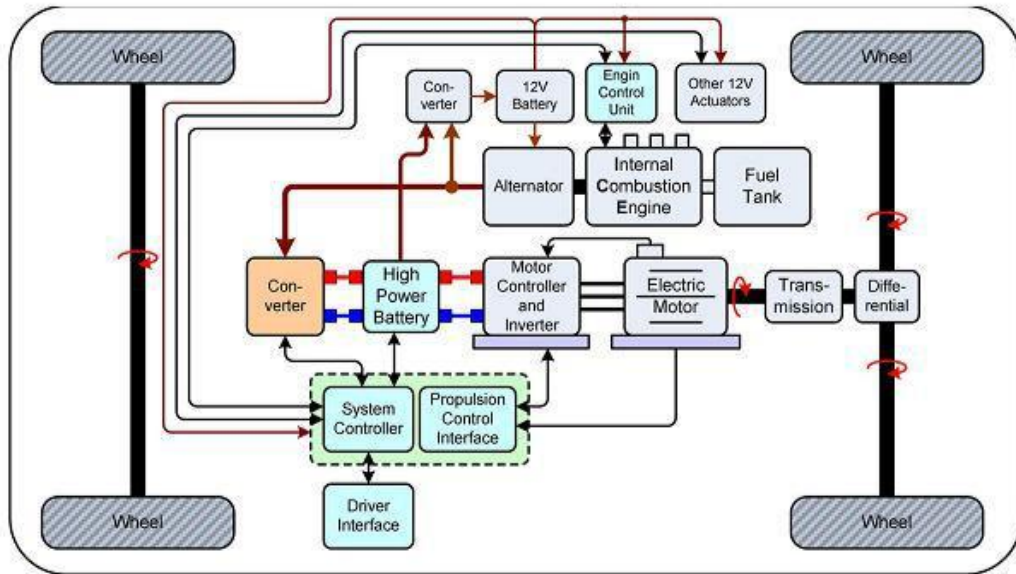 Wheel
Wheel
Con-
verter
12V
Battery
Engin
Control
Unit
Other 12V
Actuators
Alternator
Internal
Combustion
Engine
Fuel
Tank
Con-
verter
High
Power
Battery
Motor
Controller
and
Inverter
Electric
Motor
Trans-
mission
Diffe-
rential
System
Controller
Propulsion
Control
Interface
Driver
Interface
Wheel
Wheel